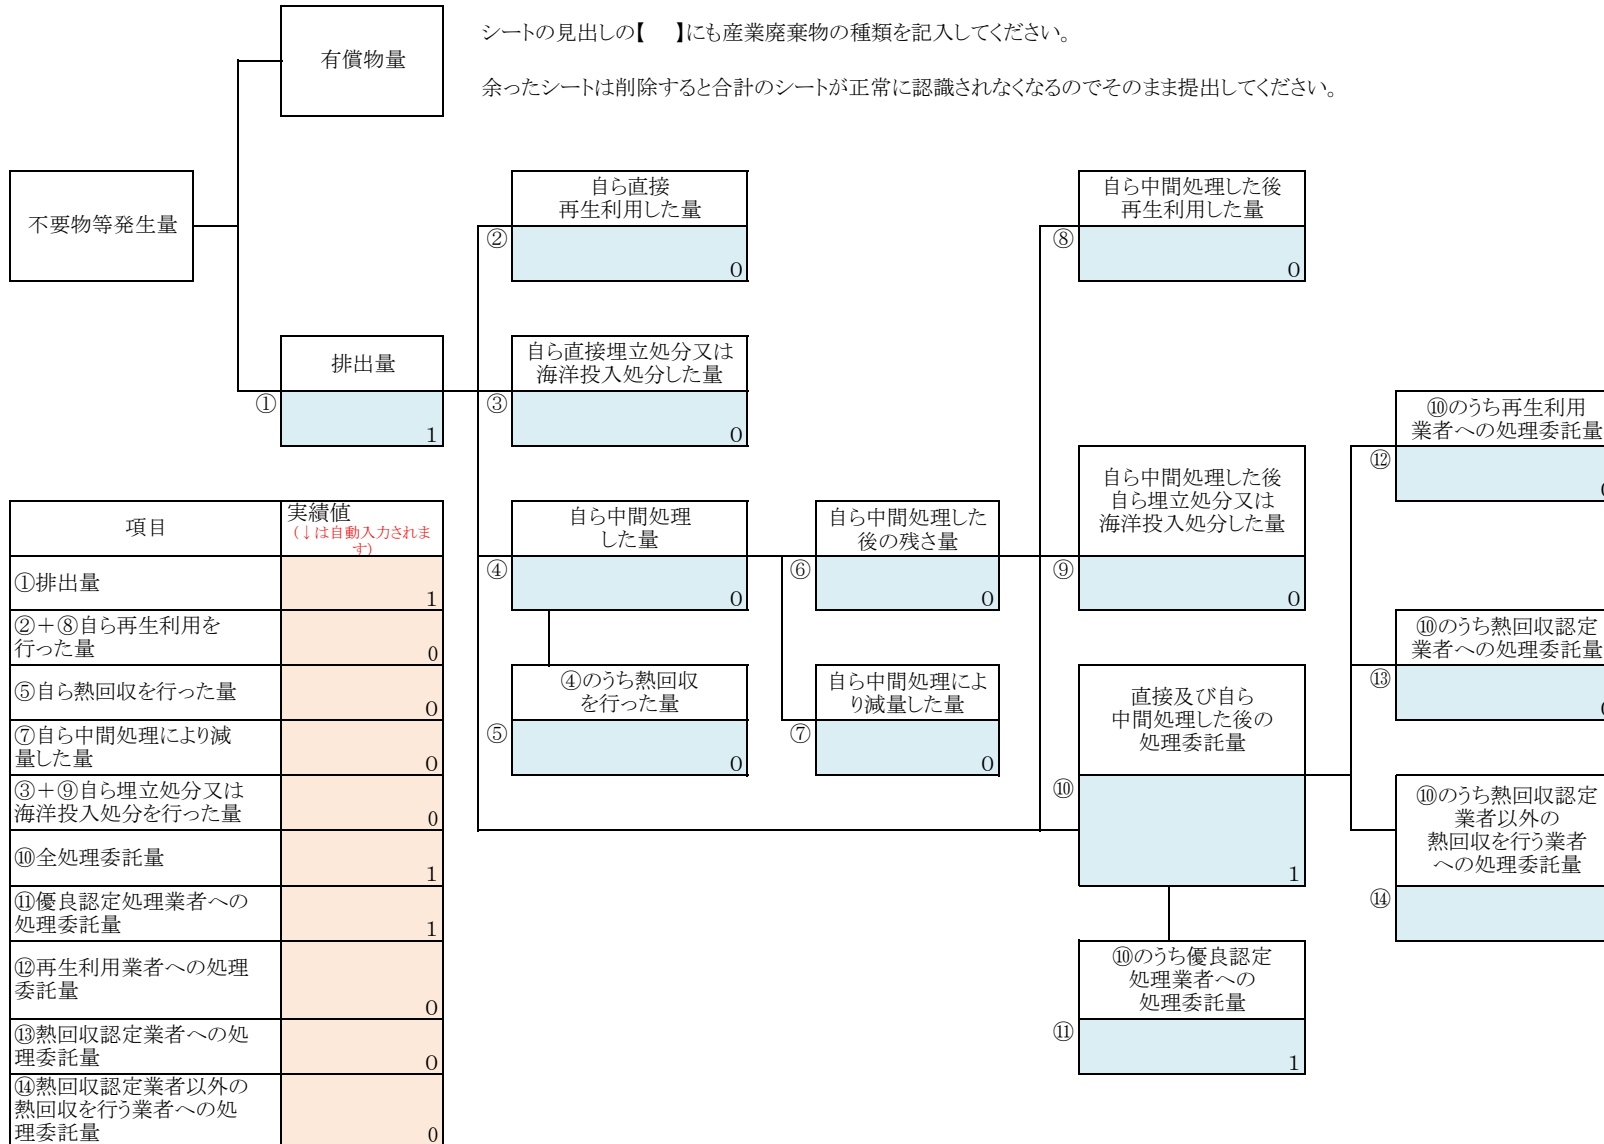 シートの見出しの【　】にも産業廃棄物の種類を記入してください。
有償物量
余ったシートは削除すると合計のシートが正常に認識されなくなるのでそのまま提出してください。
不要物等発生量
自ら直接
再生利用した量
②
0
自ら中間処理した後
再生利用した量
⑧
0
排出量
①
1
自ら直接埋立処分又は
海洋投入処分した量
③
0
⑩のうち再生利用
業者への処理委託量
⑫
自ら中間処理した後
自ら埋立処分又は
海洋投入処分した量
⑨
0
自ら中間処理
した量
④
0
自ら中間処理した
後の残さ量
⑥
0
④のうち熱回収
を行った量
⑤
0
自ら中間処理によ
り減量した量
⑦
0
直接及び自ら
中間処理した後の
処理委託量
⑩
1
⑩のうち熱回収認定
業者への処理委託量
⑬
⑩のうち熱回収認定
業者以外の
熱回収を行う業者
への処理委託量
⑭
⑩のうち優良認定
処理業者への
処理委託量
⑪
1
項目
実績値
(↓は自動入力されま
す)
①排出量
1
②+⑧自ら再生利用を
行った量
0
⑤自ら熱回収を行った量
0
⑦自ら中間処理により減
量した量
0
③+⑨自ら埋立処分又は
海洋投入処分を行った量
0
⑩全処理委託量
1
⑪優良認定処理業者への
処理委託量
1
⑫再生利用業者への処理
委託量
0
⑬熱回収認定業者への処
理委託量
0
⑭熱回収認定業者以外の
熱回収を行う業者への処
理委託量
0